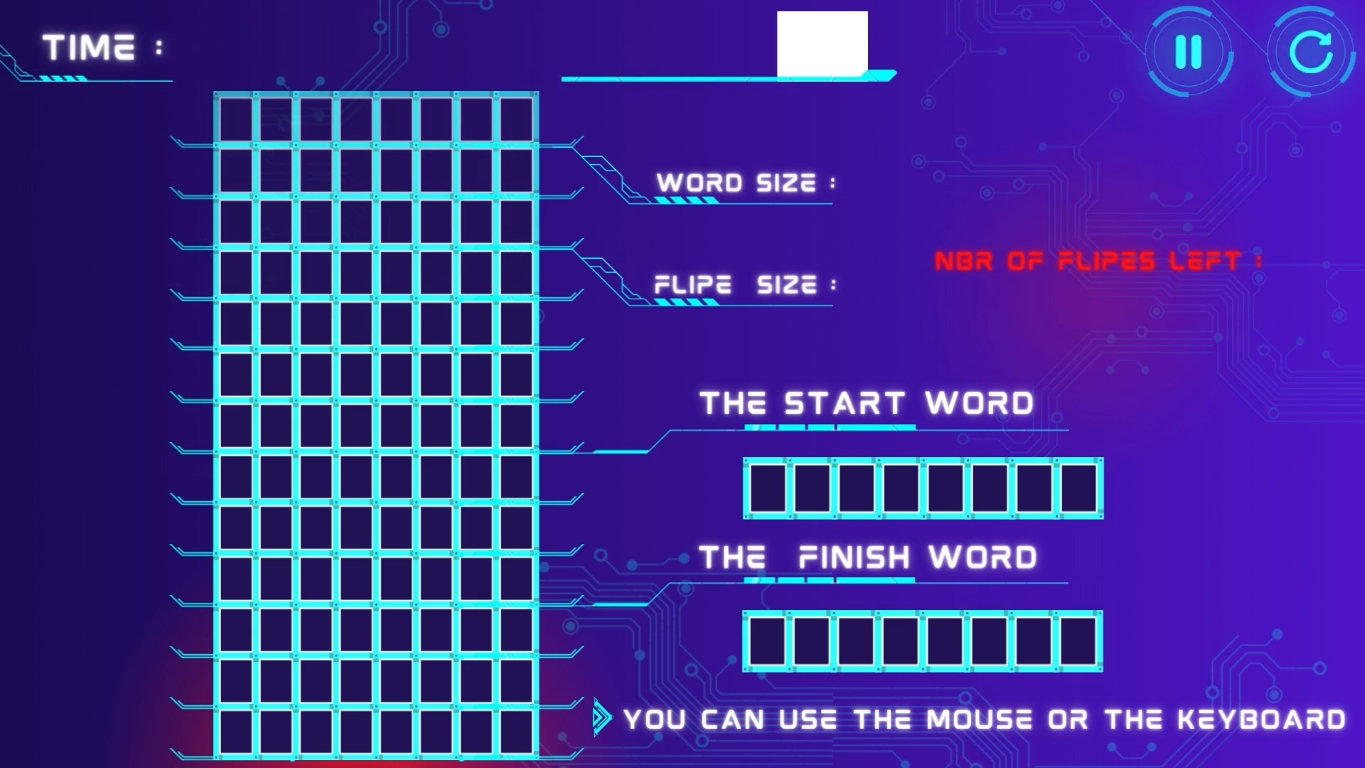 TIME :
WORD SIZE :
FLIPE SIZE :
NBR OF FLIPES LEFT :
THE START WORD
THE FINISH WORD
YOU CAN USE THE MOUSE OR THE KEYBOARD